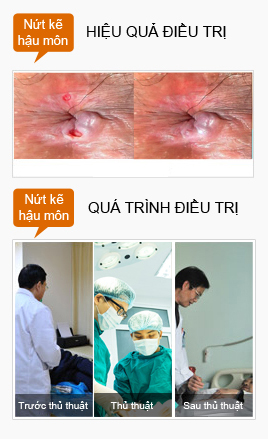 Nứt kẽ
hậu môn
HIỆU QUẢ ĐIỀU TRỊ
Nứt kẽ
hậu môn
QUÁ TRÌNH ĐIỀU TRỊ
Trước thủ thuật
Thủ thuật
Sau thủ thuật